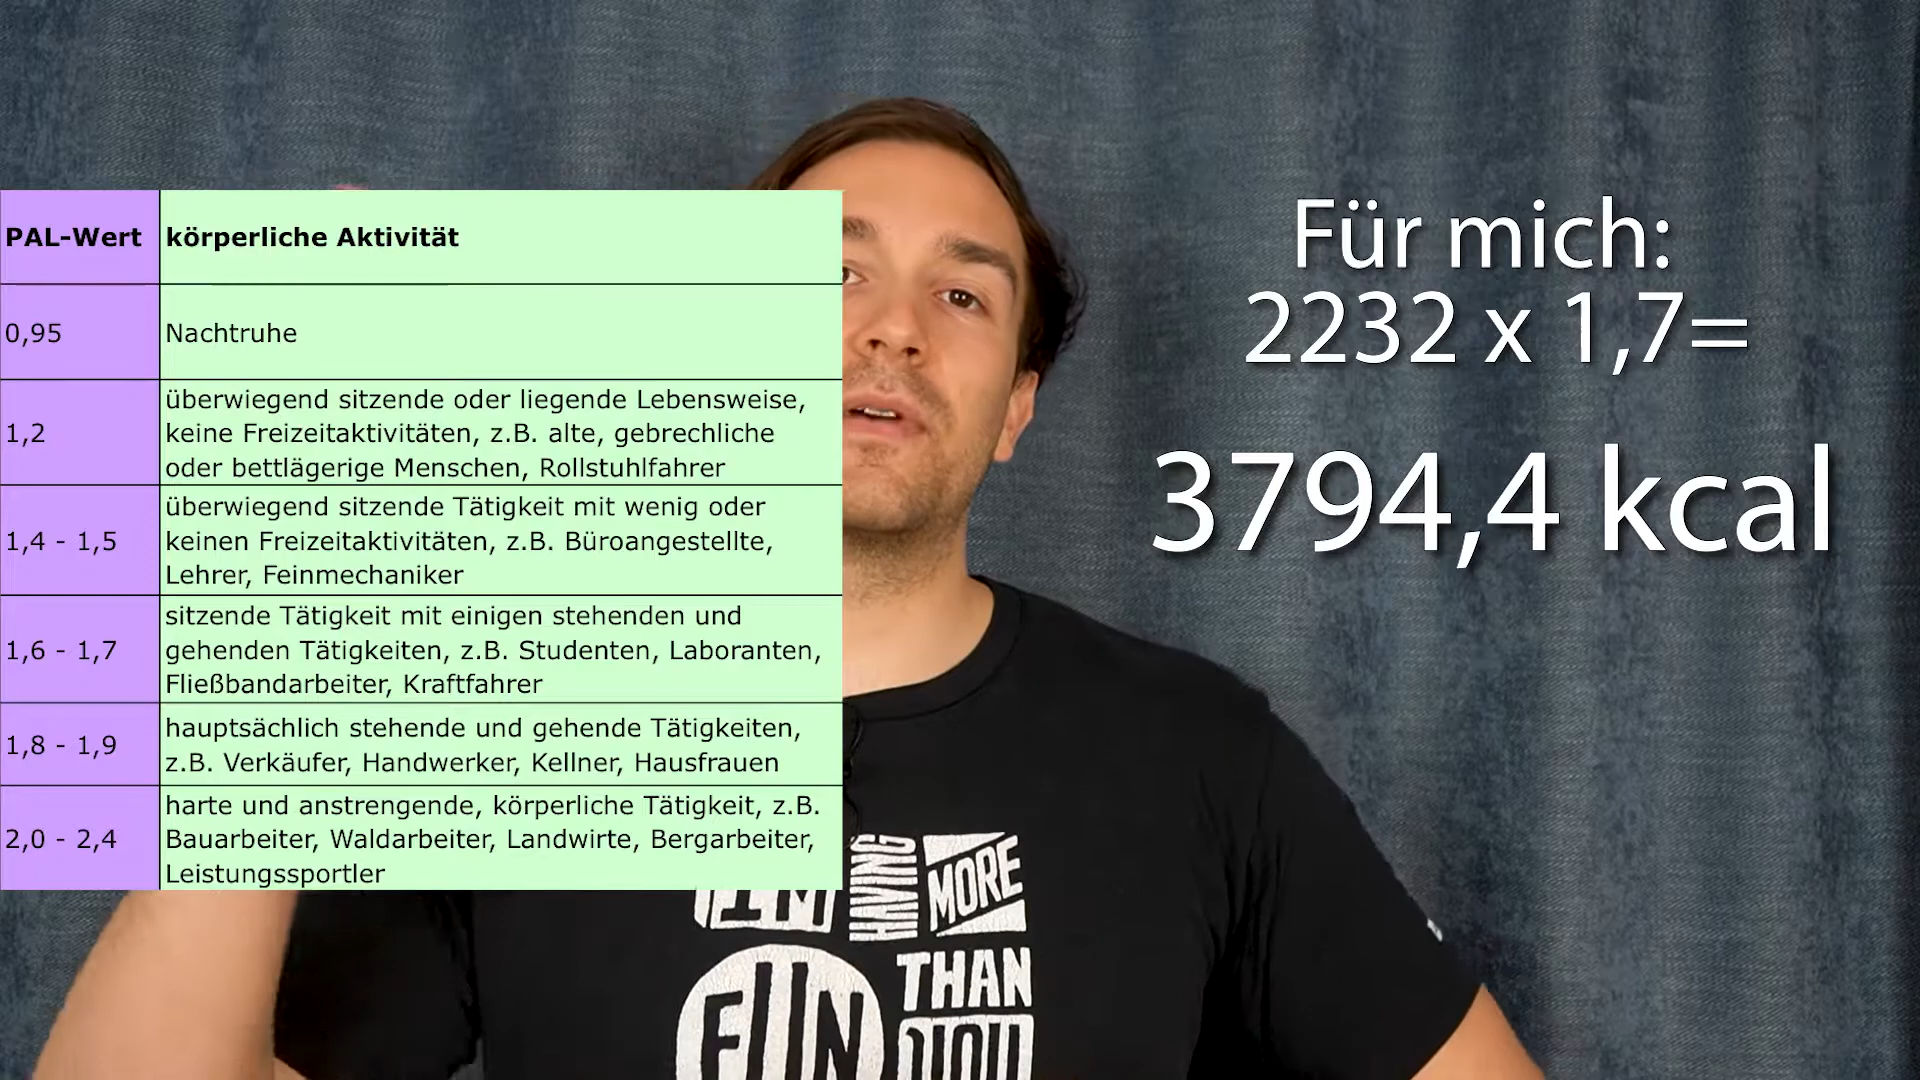 PAL-Wert körperliche Aktivität
0,95 Nachtruhe
1,2 überwiegend sitzende oder liegende Lebensweise,
keine Freizeitaktivitäten, z.B. alte, gebrechliche
oder bettlägerige Menschen, Rollstuhlfahrer
1,4 - 1,5 überwiegend sitzende Tätigkeit mit wenig oder
keinen Freizeitaktivitäten, z.B. Büroangestellte,
Lehrer, Feinmechaniker
1,6 - 1,7 sitzende Tätigkeit mit einigen stehenden und
gehenden Tätigkeiten, z.B. Studenten, Laboranten,
Fließbandarbeiter, Kraftfahrer
1,8 - 1,9 hauptsächlich stehende und gehende Tätigkeiten,
z.B. Verkäufer, Handwerker, Kellner, Hausfrauen
2,0 - 2,4 harte und anstrengende, körperliche Tätigkeit, z.B.
Bauarbeiter, Waldarbeiter, Landwirte, Bergarbeiter,
Leistungssportler
Für mich:
2232 x 1,7=
3794,4 kcal
I'M HAVING MORE
FIN THAN
YOU